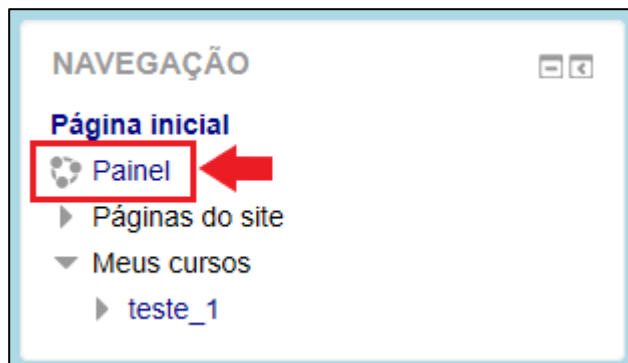 NAVEGAÇÃO
Página inicial
Painel
Páginas do site
Meus cursos
teste_1